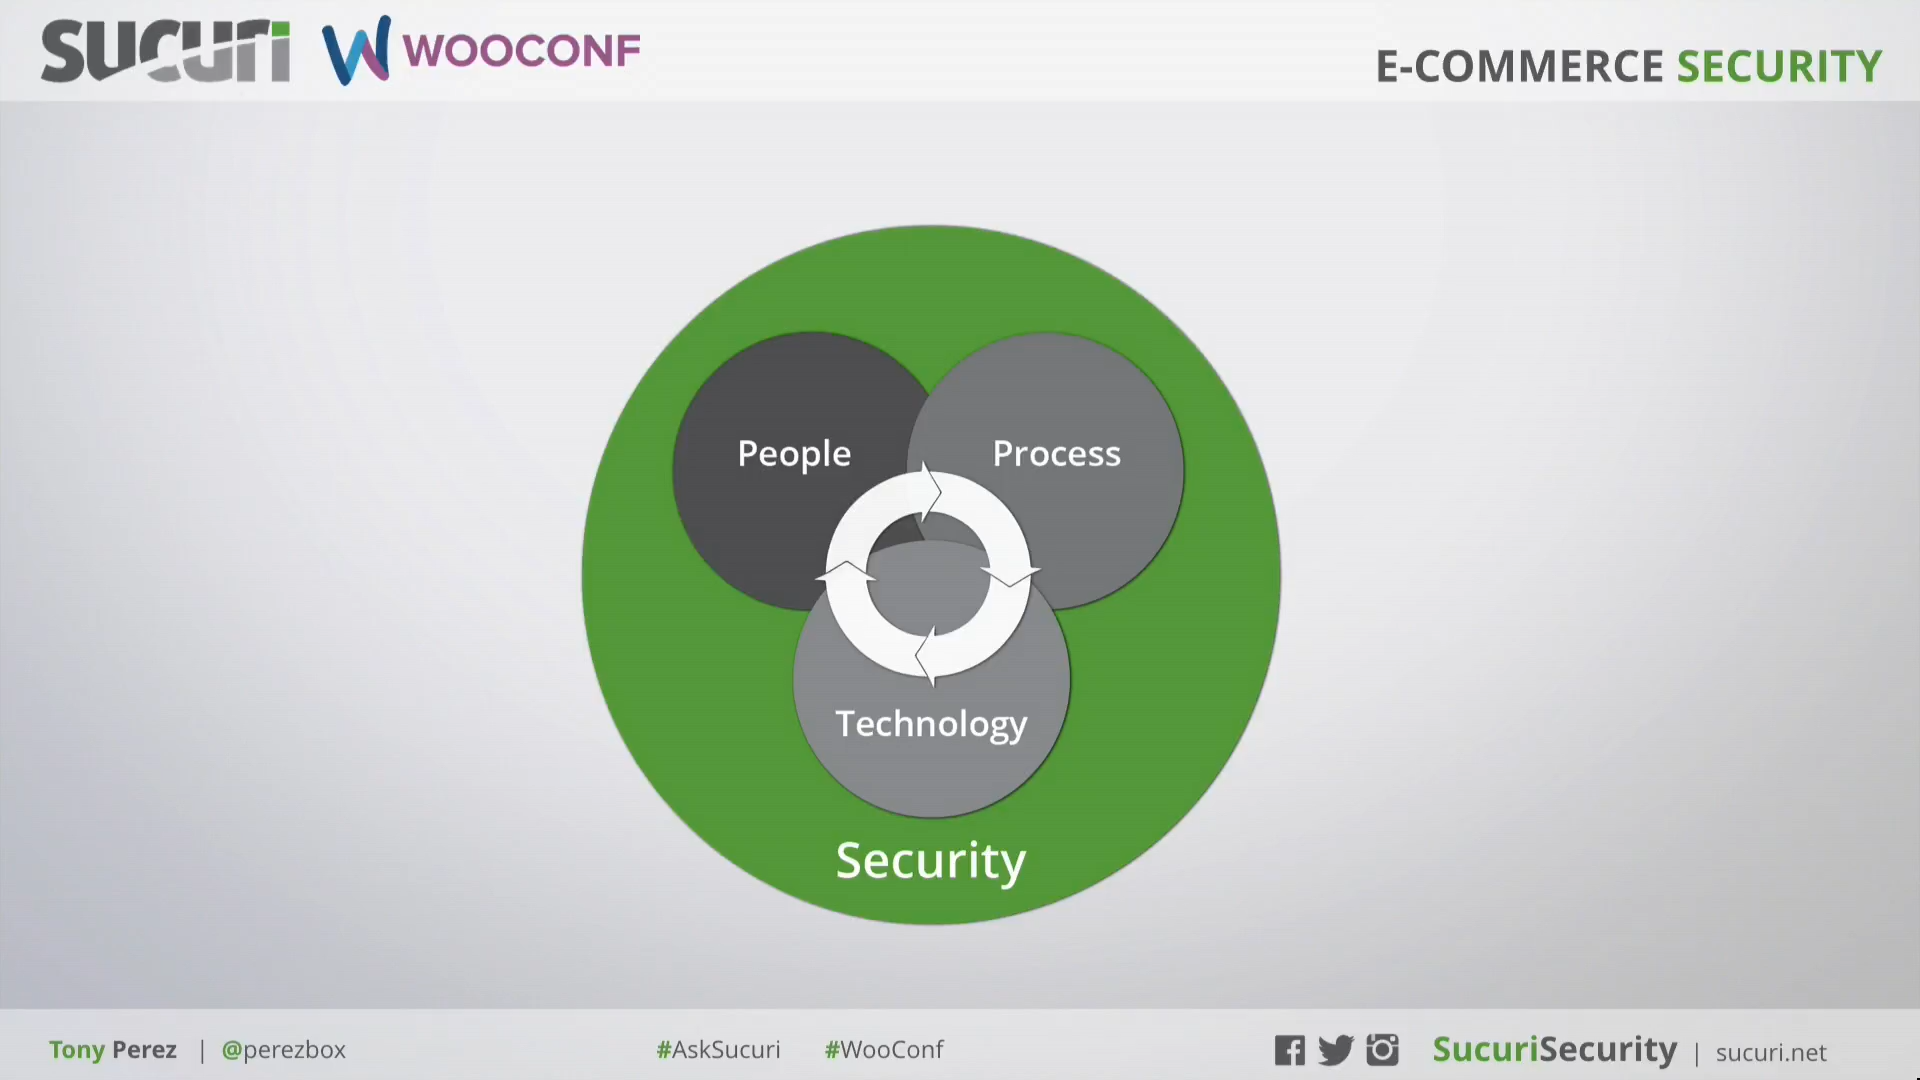 SUCURI WOOCONF
E-COMMERCE SECURITY
People
Process
Technology
Security
Tony Perez | @perezbox
#AskSucuri #WooConf
SucuriSecurity | sucuri.net